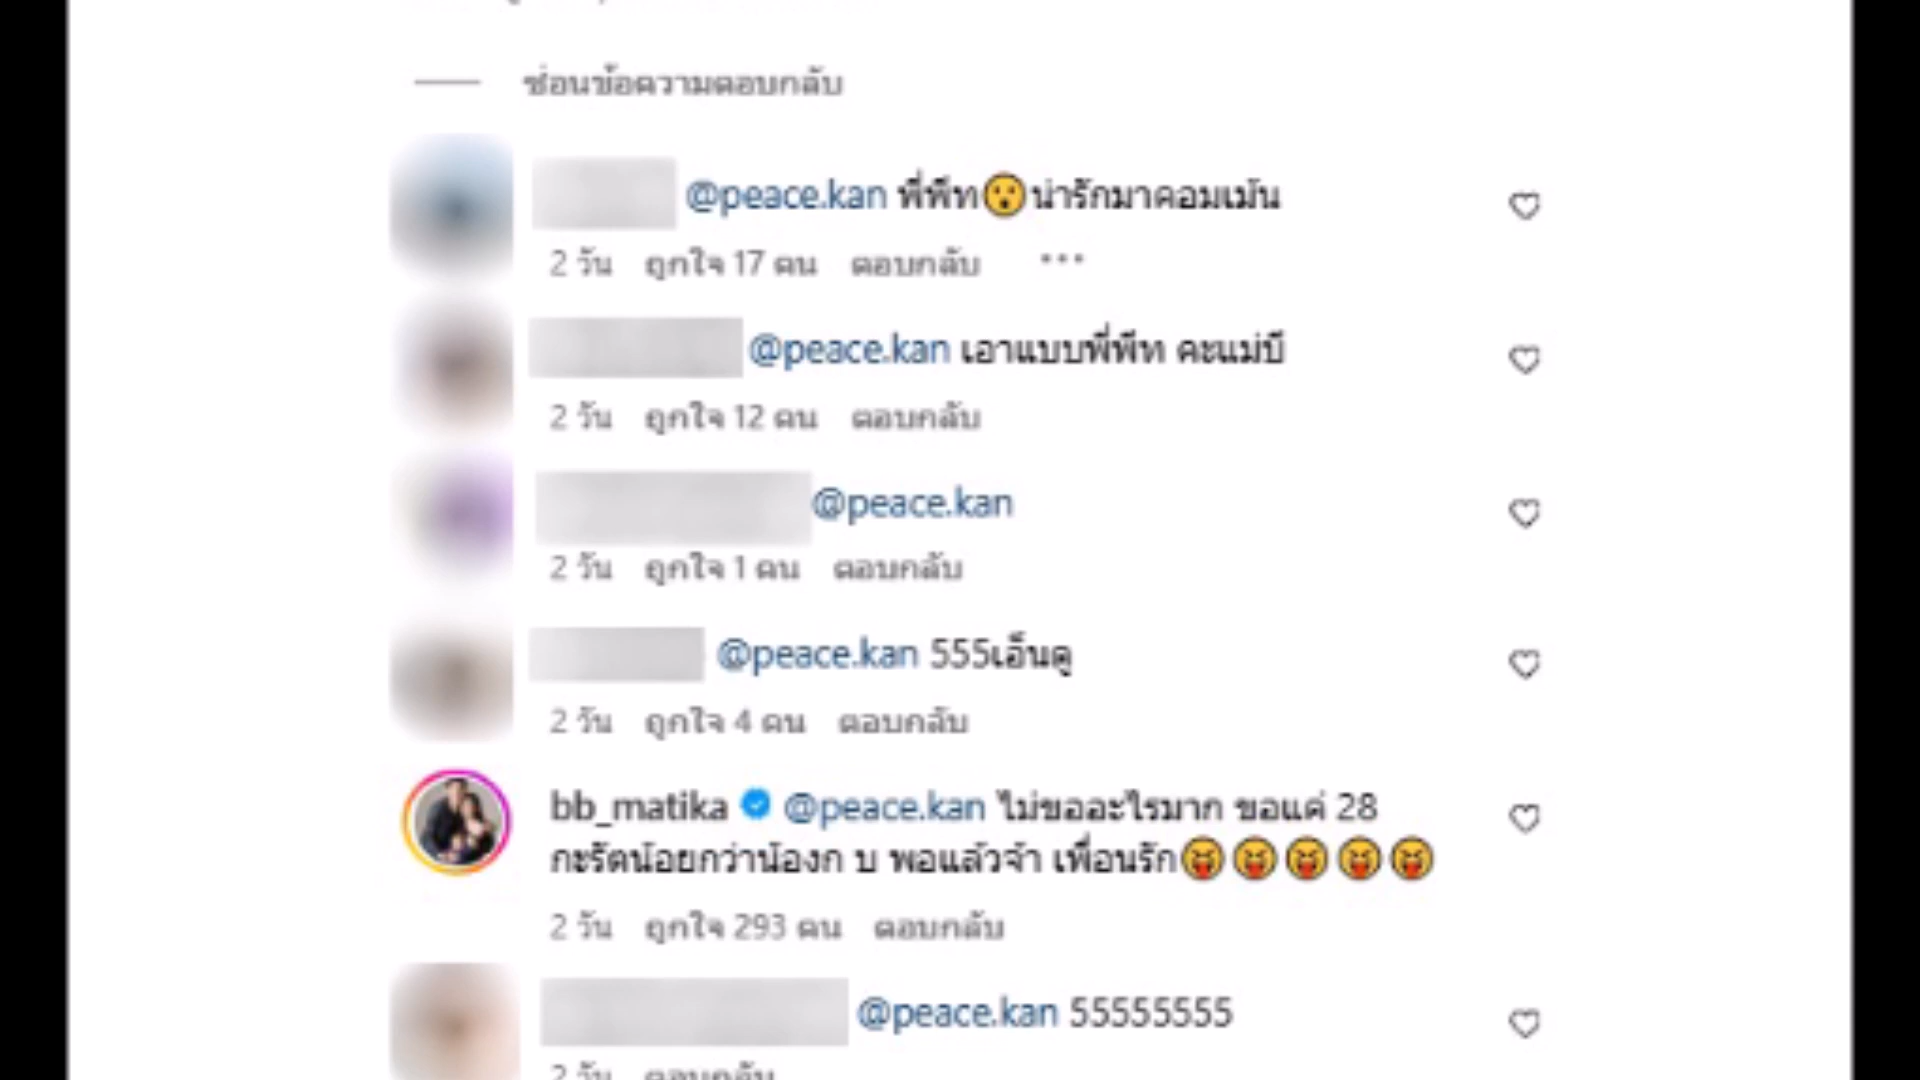 ซ่อนข้อความตอบกลับ
@peace.kan พี่พีท😯น่ารักมาคอมเม้น
2 วัน ถูกใจ 17 คน ตอบกลับ •••
@peace.kan เอาแบบพี่พีท คะแม่บี
2 วัน ถูกใจ 12 คน ตอบกลับ
@peace.kan
2 วัน ถูกใจ 1 คน ตอบกลับ
@peace.kan 555เอ็นดู
2 วัน ถูกใจ 4 คน ตอบกลับ
bb_matika @peace.kan ไม่ขออะไรมาก ขอแค่ 28
กะรัตน้อยกว่าน้องก บ พอแล้วจ้า เพื่อนรัก😝😝😝😝😝
2 วัน ถูกใจ 293 คน ตอบกลับ
@peace.kan 55555555
2 วัน ตอบกลับ